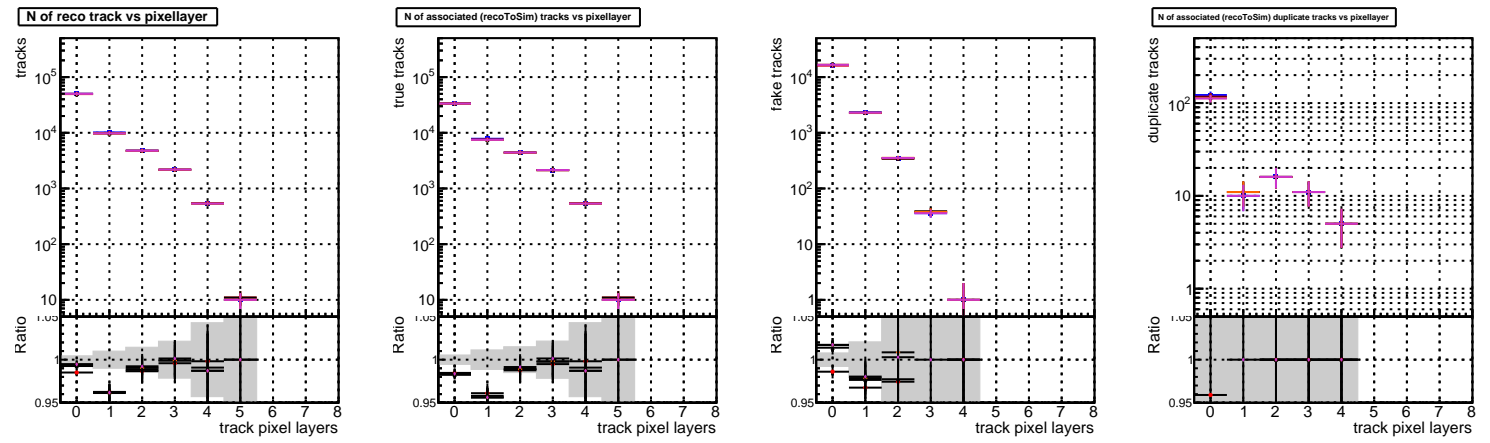 N of reco track vs pixellayer
tracks
10^5
10^4
10^3
10^2
10
Ratio
1.05
1
0.95
0 1 2 3 4 5 6 7 8
track pixel layers
N of associated (recoToSim) tracks vs pixellayer
true tracks
10^5
10^4
10^3
10^2
10
Ratio
1.05
1
0.95
0 1 2 3 4 5 6 7 8
track pixel layers
fake tracks
10^4
10^3
10^2
10
1
Ratio
1.05
1
0.95
0 1 2 3 4 5 6 7 8
track pixel layers
N of associated (recoToSim) duplicate tracks vs pixellayer
duplicate tracks
10^2
10
1
Ratio
1.05
1
0.95
0 1 2 3 4 5 6 7 8
track pixel layers